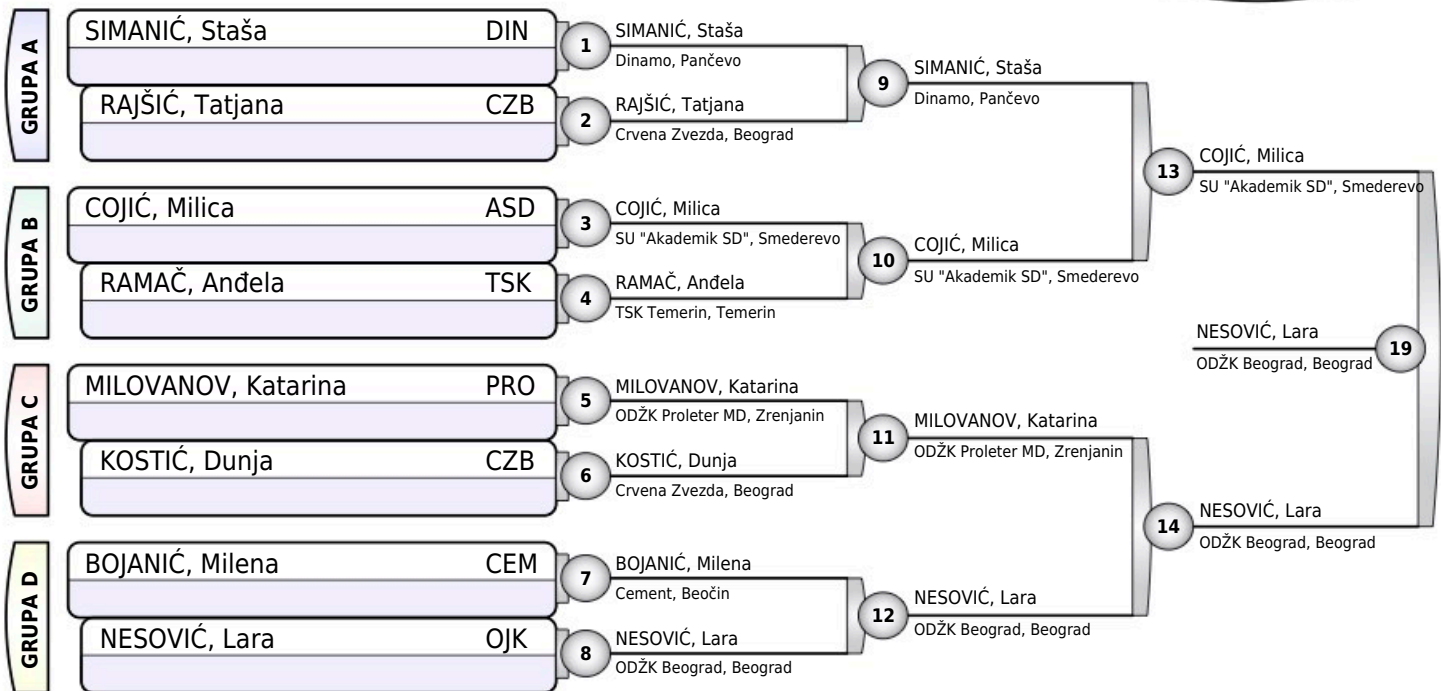 GRUPA A
SIMANIĆ, Staša DIN
RAJŠIĆ, Tatjana CZB
GRUPA B
COJIĆ, Milica ASD
RAMAČ, Anđela TSK
GRUPA C
MILOVANOV, Katarina PRO
KOSTIĆ, Dunja CZB
GRUPA D
BOJANIĆ, Milena CEM
NESOVIĆ, Lara OJK
1
SIMANIĆ, Staša
Dinamo, Pančevo
2
RAJŠIĆ, Tatjana
Crvena Zvezda, Beograd
3
COJIĆ, Milica
SU "Akademik SD", Smederevo
4
RAMAČ, Anđela
TSK Temerin, Temerin
5
MILOVANOV, Katarina
ODŽK Proleter MD, Zrenjanin
6
KOSTIĆ, Dunja
Crvena Zvezda, Beograd
7
BOJANIĆ, Milena
Cement, Beočin
8
NESOVIĆ, Lara
ODŽK Beograd, Beograd
9
SIMANIĆ, Staša
Dinamo, Pančevo
10
COJIĆ, Milica
SU "Akademik SD", Smederevo
11
MILOVANOV, Katarina
ODŽK Proleter MD, Zrenjanin
12
NESOVIĆ, Lara
ODŽK Beograd, Beograd
13
COJIĆ, Milica
SU "Akademik SD", Smederevo
14
NESOVIĆ, Lara
ODŽK Beograd, Beograd
NESOVIĆ, Lara
ODŽK Beograd, Beograd
19